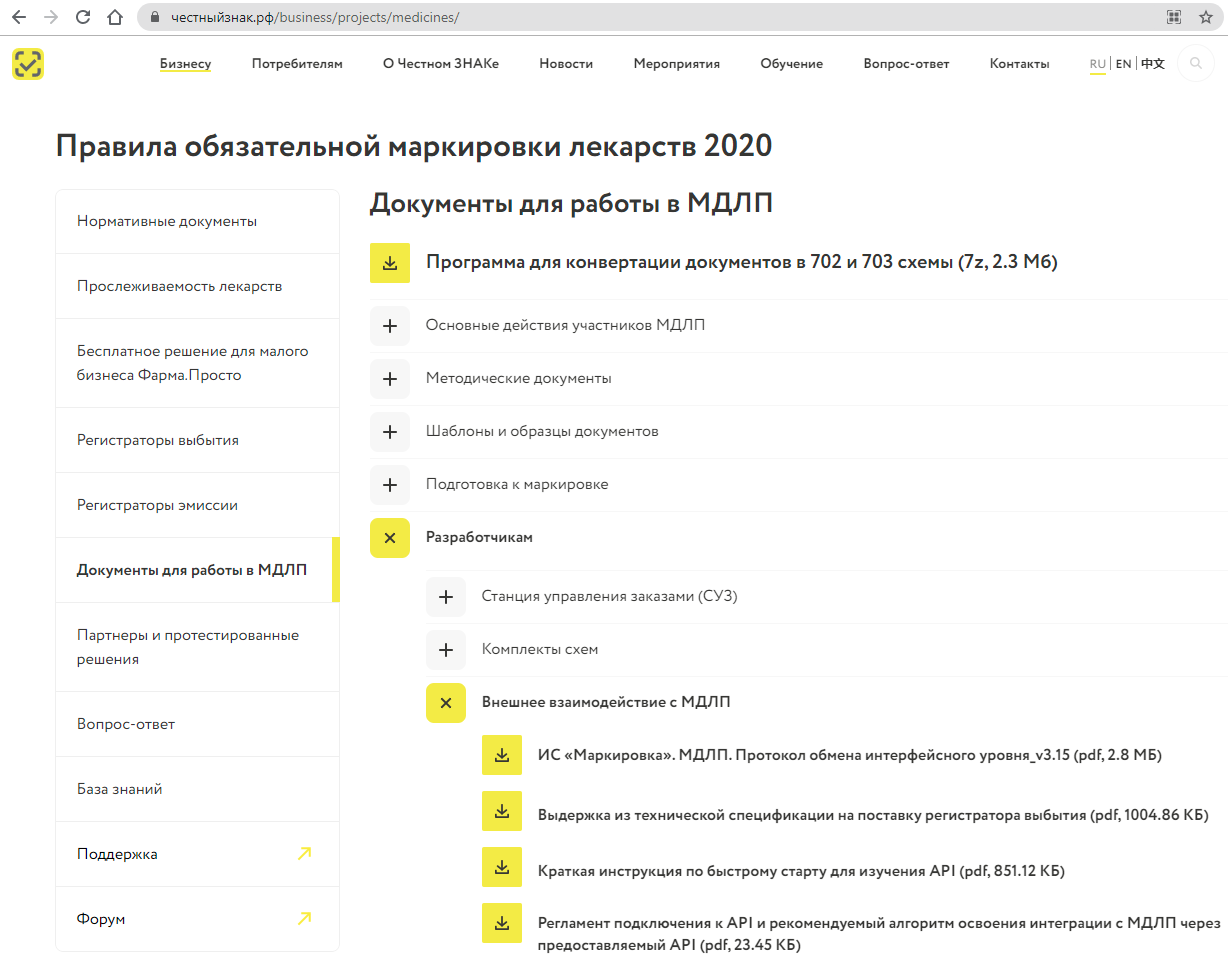 честныйзнак.рф/business/projects/medicines/
Бизнесу Потребителям О Честном ЗНАКе Новости Мероприятия Обучение Вопрос-ответ Контакты RU | EN | 中文
Правила обязательной маркировки лекарств 2020
Нормативные документы
Прослеживаемость лекарств
Бесплатное решение для малого
бизнеса Фарма.Просто
Регистраторы выбытия
Регистраторы эмиссии
Документы для работы в МДЛП
Партнеры и протестированные
решения
Вопрос-ответ
База знаний
Поддержка
Форум
Документы для работы в МДЛП
Программа для конвертации документов в 702 и 703 схемы (7z, 2.3 Мб)
Основные действия участников МДЛП
Методические документы
Шаблоны и образцы документов
Подготовка к маркировке
Разработчикам
Станция управления заказами (СУЗ)
Комплекты схем
Внешнее взаимодействие с МДЛП
ИС «Маркировка». МДЛП. Протокол обмена интерфейсного уровня_v3.15 (pdf, 2.8 МБ)
Выдержка из технической спецификации на поставку регистратора выбытия (pdf, 1004.86 КБ)
Краткая инструкция по быстрому старту для изучения API (pdf, 851.12 КБ)
Регламент подключения к API и рекомендуемый алгоритм освоения интеграции с МДЛП через
предоставляемый API (pdf, 23.45 КБ)